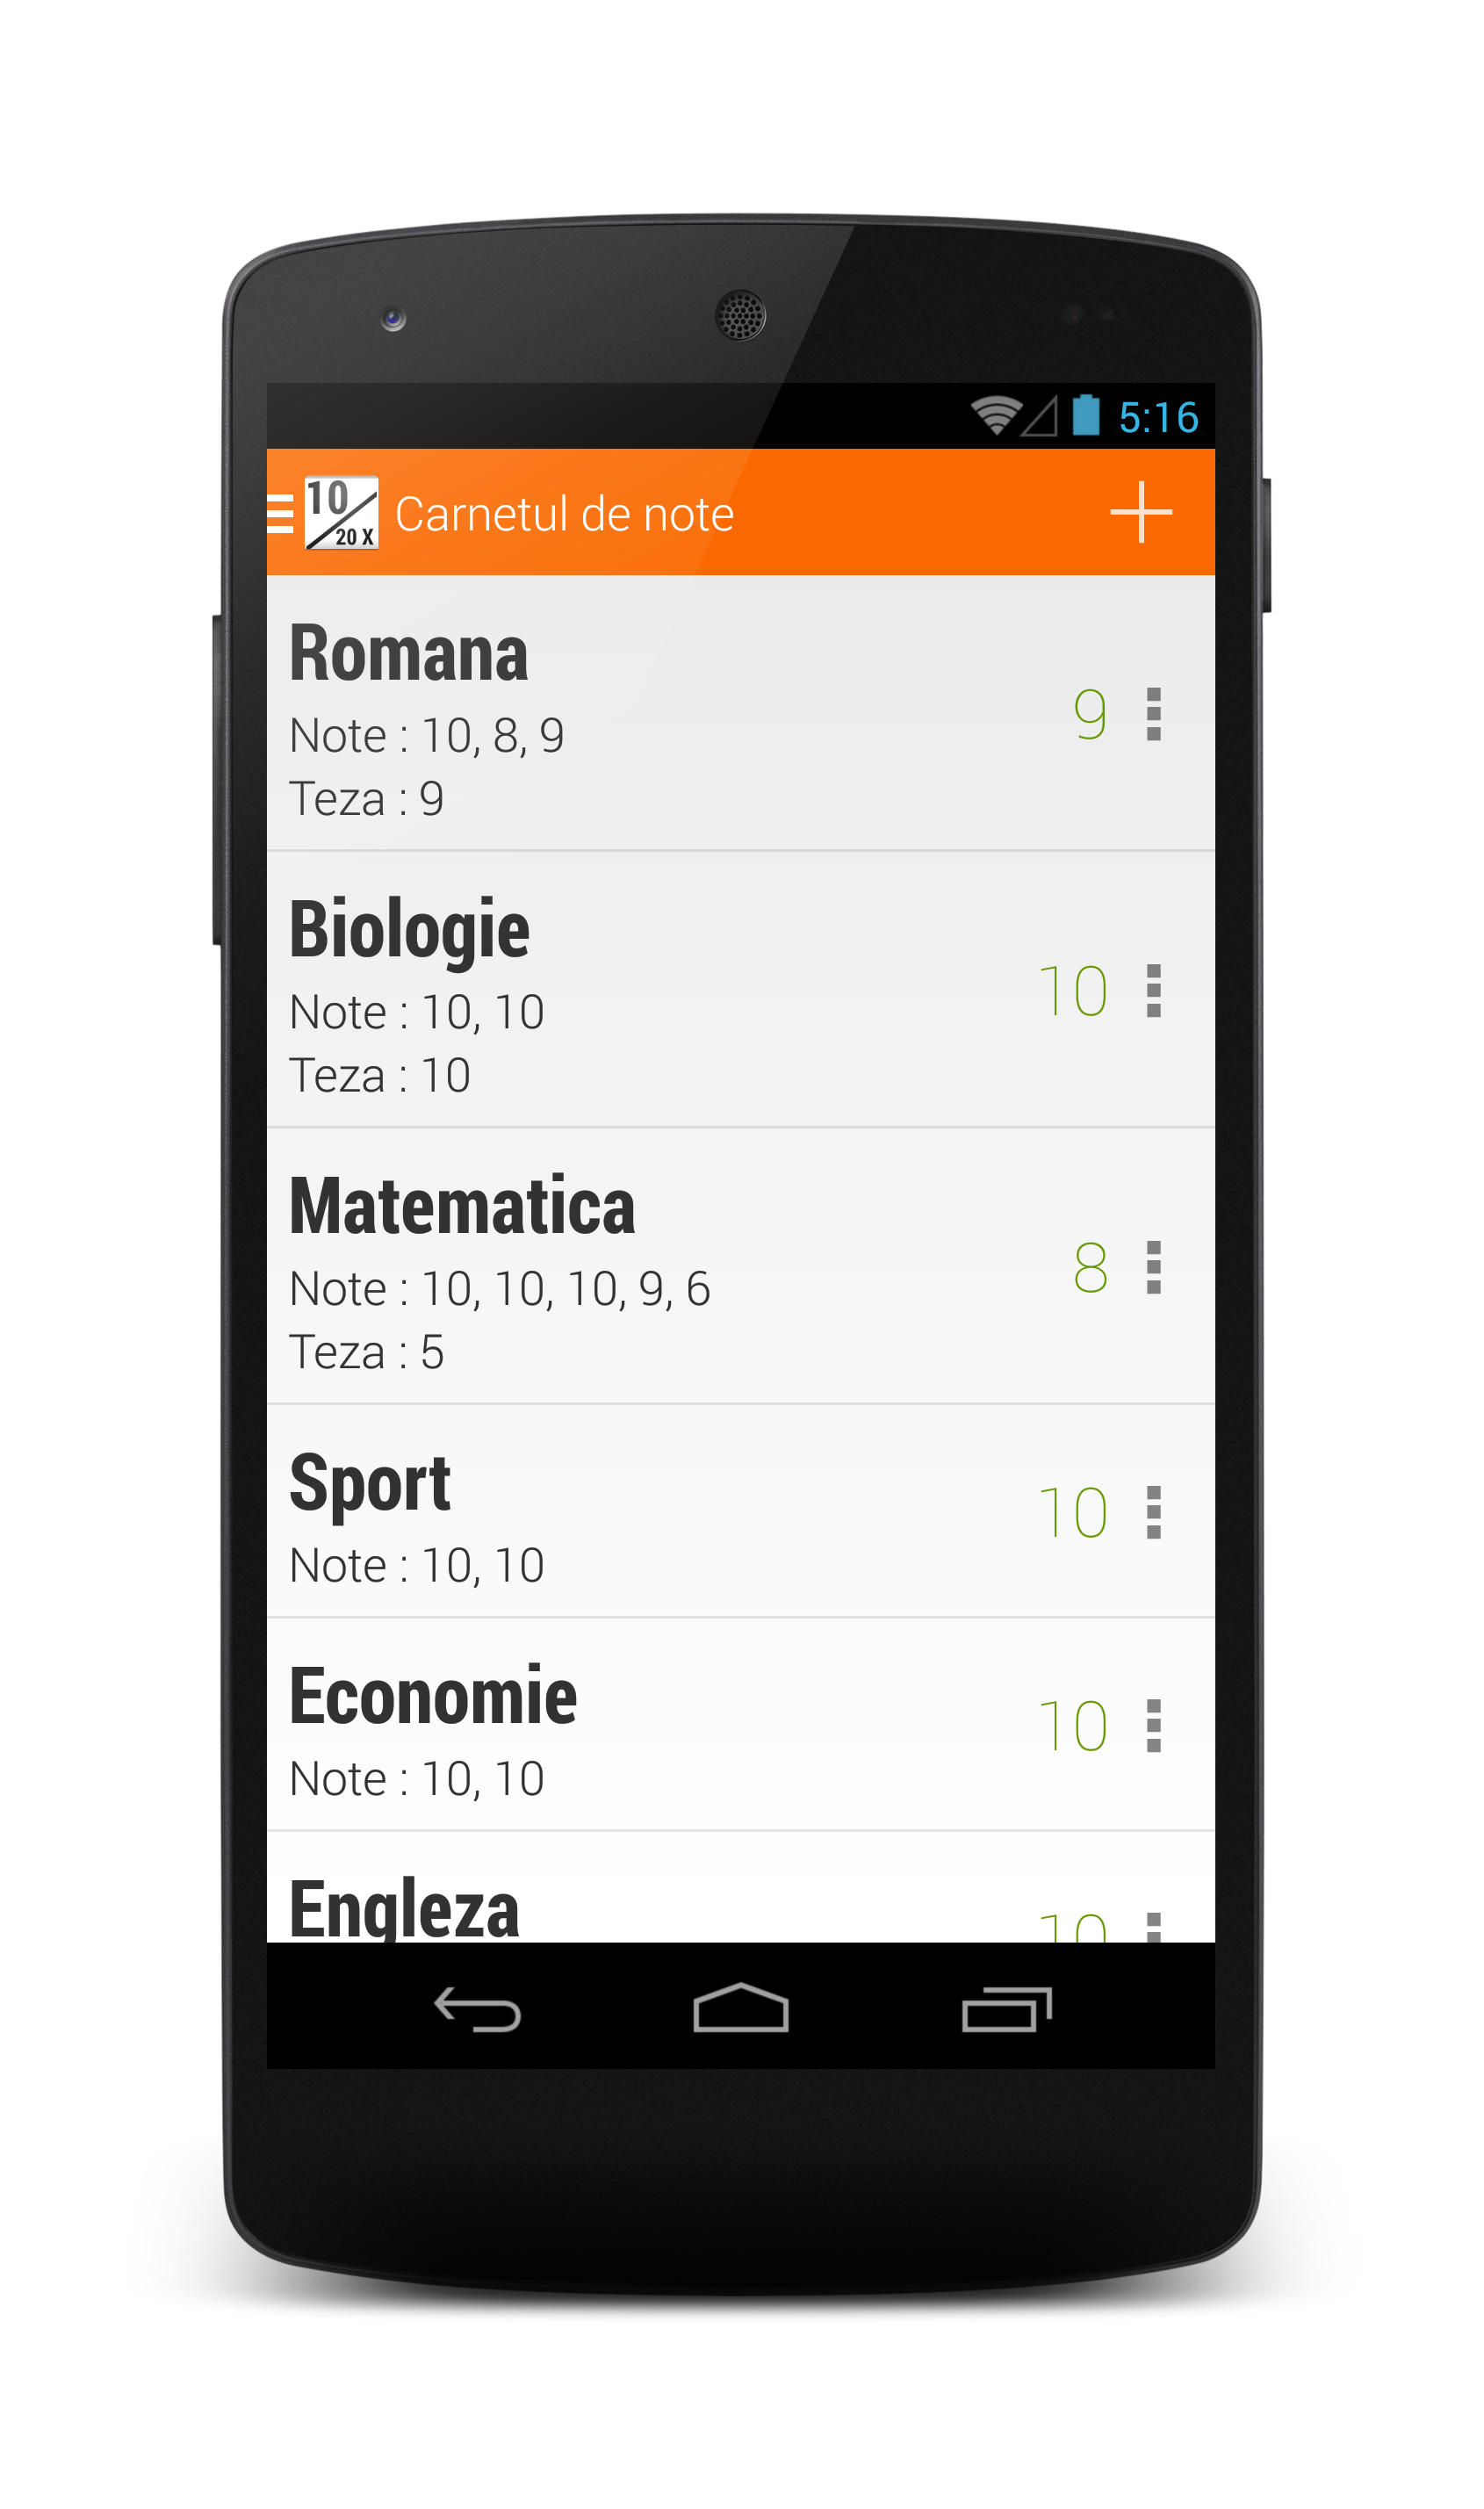 5:16
10
20 X
Carnetul de note
Romana
Note : 10, 8, 9
Teza : 9
9
Biologie
Note : 10, 10
Teza : 10
10
Matematica
Note : 10, 10, 10, 9, 6
Teza : 5
8
Sport
Note : 10, 10
10
Economie
Note : 10, 10
10
Engleza
10